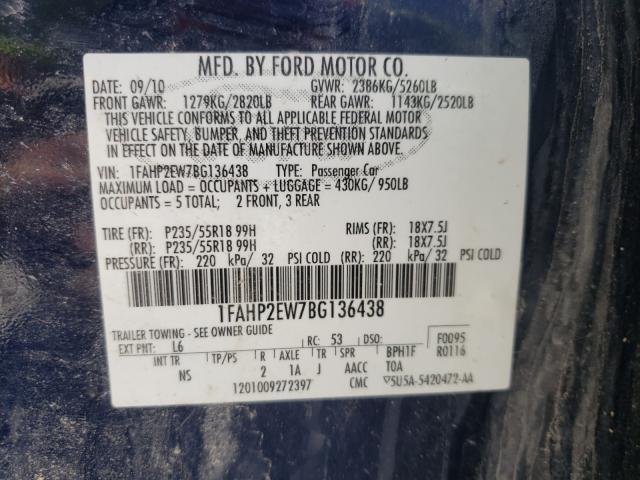 MFD. BY FORD MOTOR CO.
DATE: 09/10 GVWR: 2386KG/5260LB
FRONT GAWR: 1279KG/2820LB REAR GAWR: 1143KG/2520LB
THIS VEHICLE CONFORMS TO ALL APPLICABLE FEDERAL MOTOR
VEHICLE SAFETY, BUMPER, AND THEFT PREVENTION STANDARDS
IN EFFECT ON THE DATE OF MANUFACTURE SHOWN ABOVE.
VIN: 1FAHP2EW7BG136438 TYPE: Passenger Car
MAXIMUM LOAD = OCCUPANTS + LUGGAGE = 430KG/950LB
OCCUPANTS = 5 TOTAL: 2 FRONT, 3 REAR
TIRE (FR): P235/55R18 99H RIMS (FR): 18X7.5J
(RR): P235/55R18 99H (RR): 18X7.5J
PRESSURE (FR): 220 kPa/ 32 PSI COLD (RR): 220 kPa/ 32 PSI COLD
1FAHP2EW7BG136438
TRAILER TOWING - SEE OWNER GUIDE
EXT PNT: L6 RC: 53 DSO: F0095
INT TR TP/PS R AXLE TR SPR BPH1F R0116
NS 2 1A J AACC TOA
1201009272397 CMC 5U5A-5420472-AA